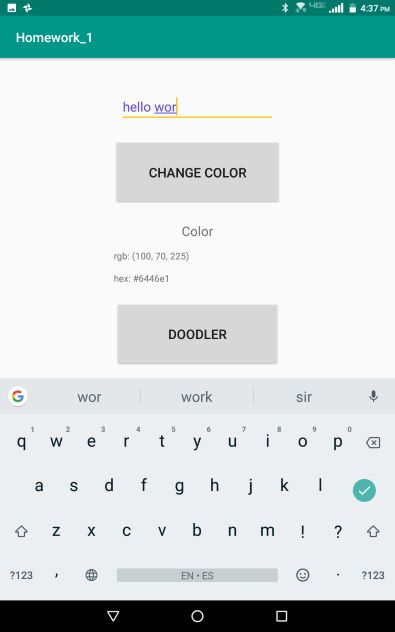 4G 4:37 PM
Homework_1
hello wor
CHANGE COLOR
Color
rgb: (100, 70, 225)
hex: #6446e1
DOODLER
G wor work sir
1 2 3 4 5 6 7 8 9 0
q w e r t y u i o p
a s d f g h j k l
z x c v b n m ! ?
?123 , EN • ES . ?123